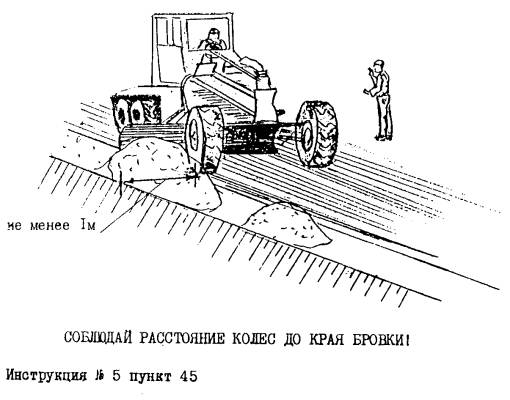 не менее 1м
СОБЛЮДАЙ РАССТОЯНИЕ КОЛЕС ДО КРАЯ БРОВКИ!
Инструкция № 5 пункт 45